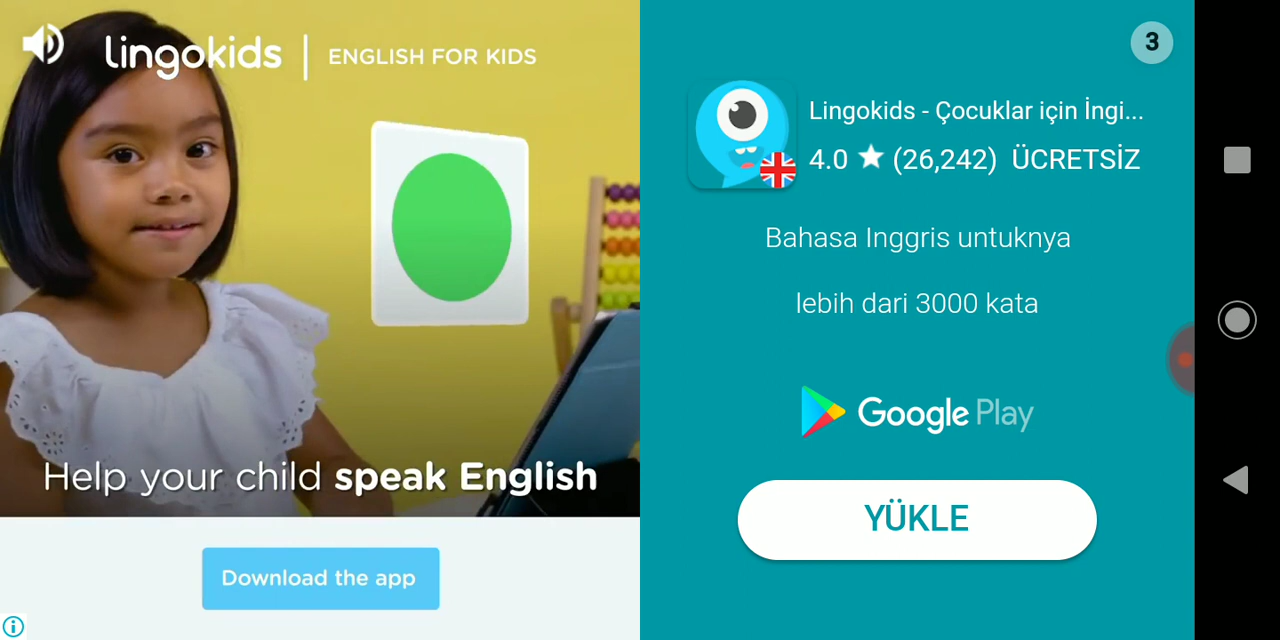 lingokids | ENGLISH FOR KIDS
Help your child speak English
Download the app
3
Lingokids - Çocuklar için İngi...
4.0 ★ (26,242) ÜCRETSİZ
Bahasa Inggris untuknya
lebih dari 3000 kata
Google Play
YÜKLE